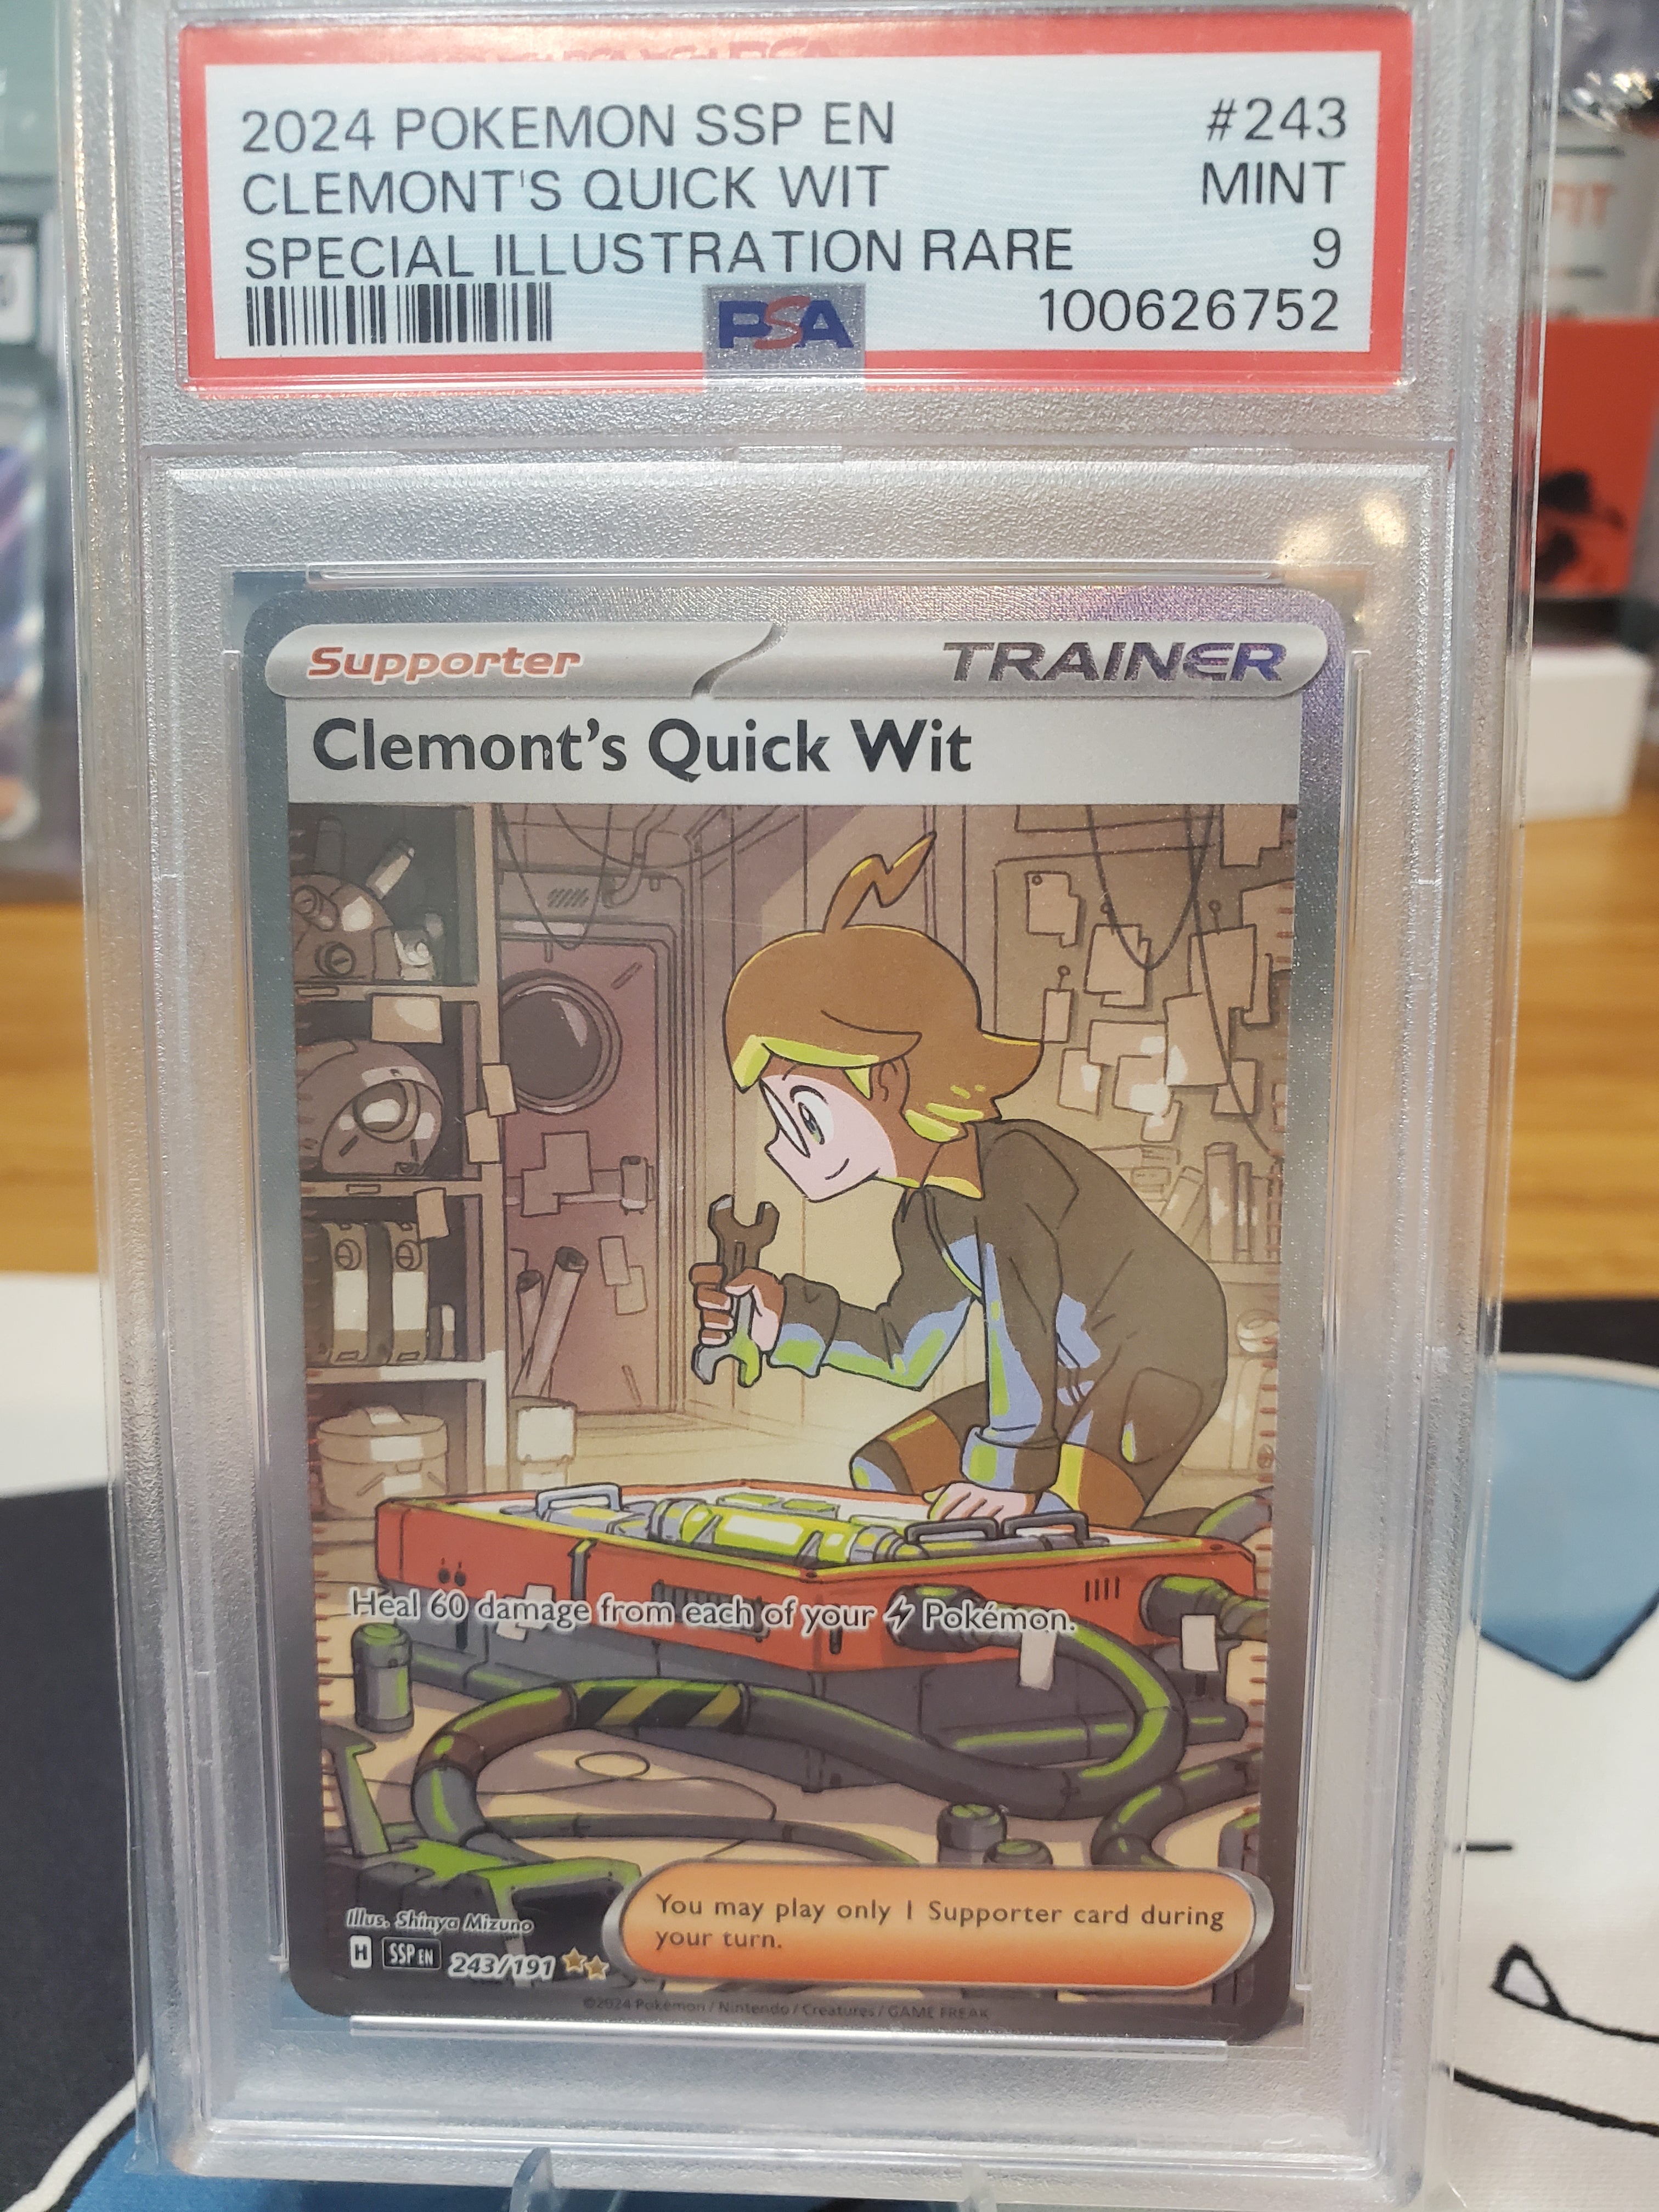 2024 POKEMON SSP EN #243
CLEMONT'S QUICK WIT MINT
SPECIAL ILLUSTRATION RARE 9
PSA 100626752
Supporter TRAINER
Clemont's Quick Wit
Heal 60 damage from each of your Pokémon.
You may play only 1 Supporter card during
your turn.
Illus. Shinya Mizuno
H SSP EN 243/191
©2024 Pokémon / Nintendo / Creatures / GAME FREAK